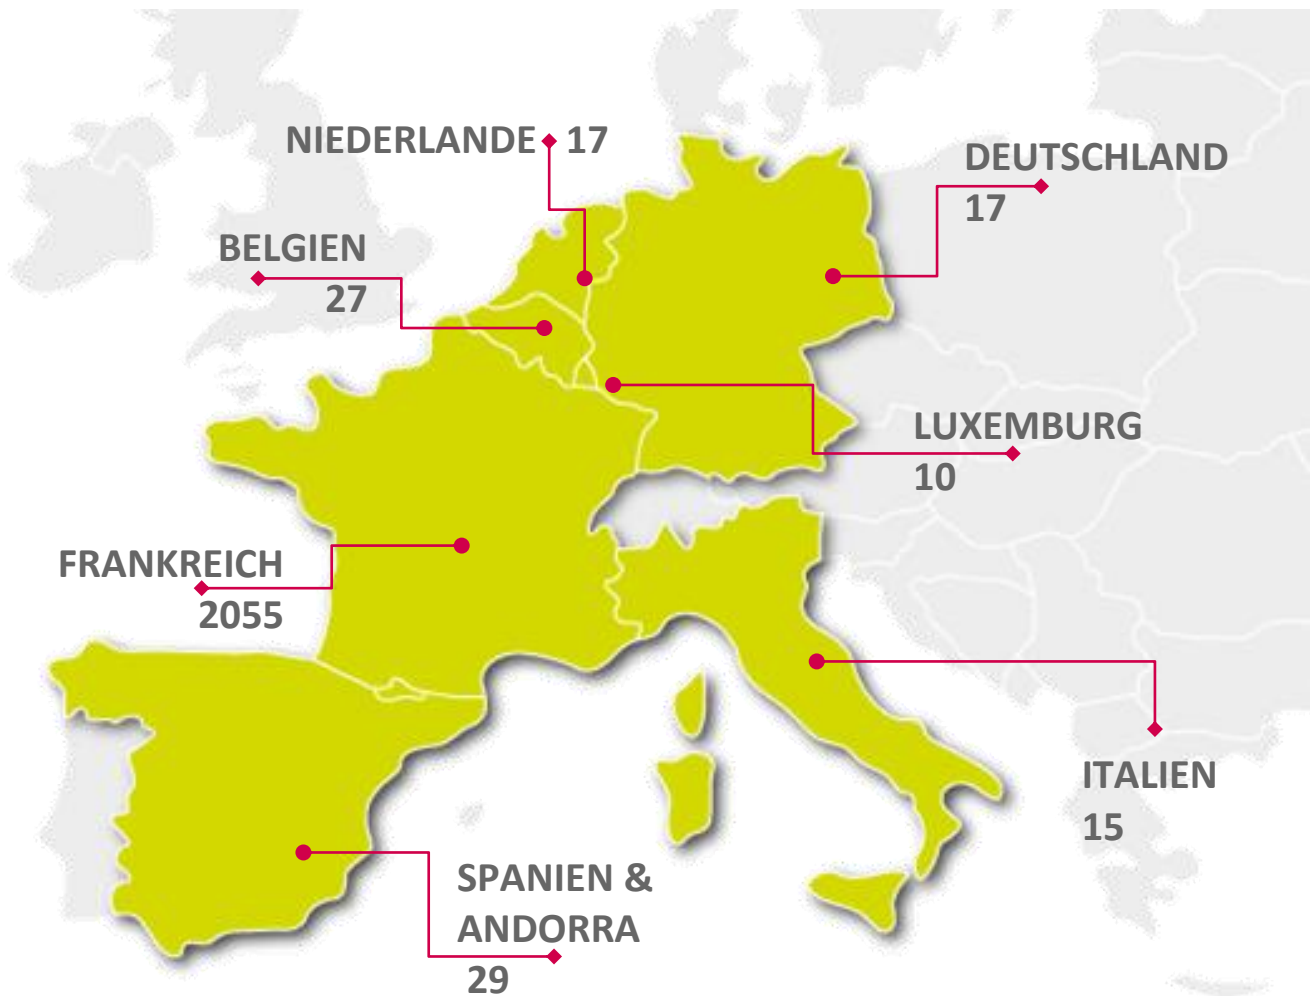 NIEDERLANDE 17
DEUTSCHLAND
17
BELGIEN
27
LUXEMBURG
10
FRANKREICH
2055
ITALIEN
15
SPANIEN &
ANDORRA
29